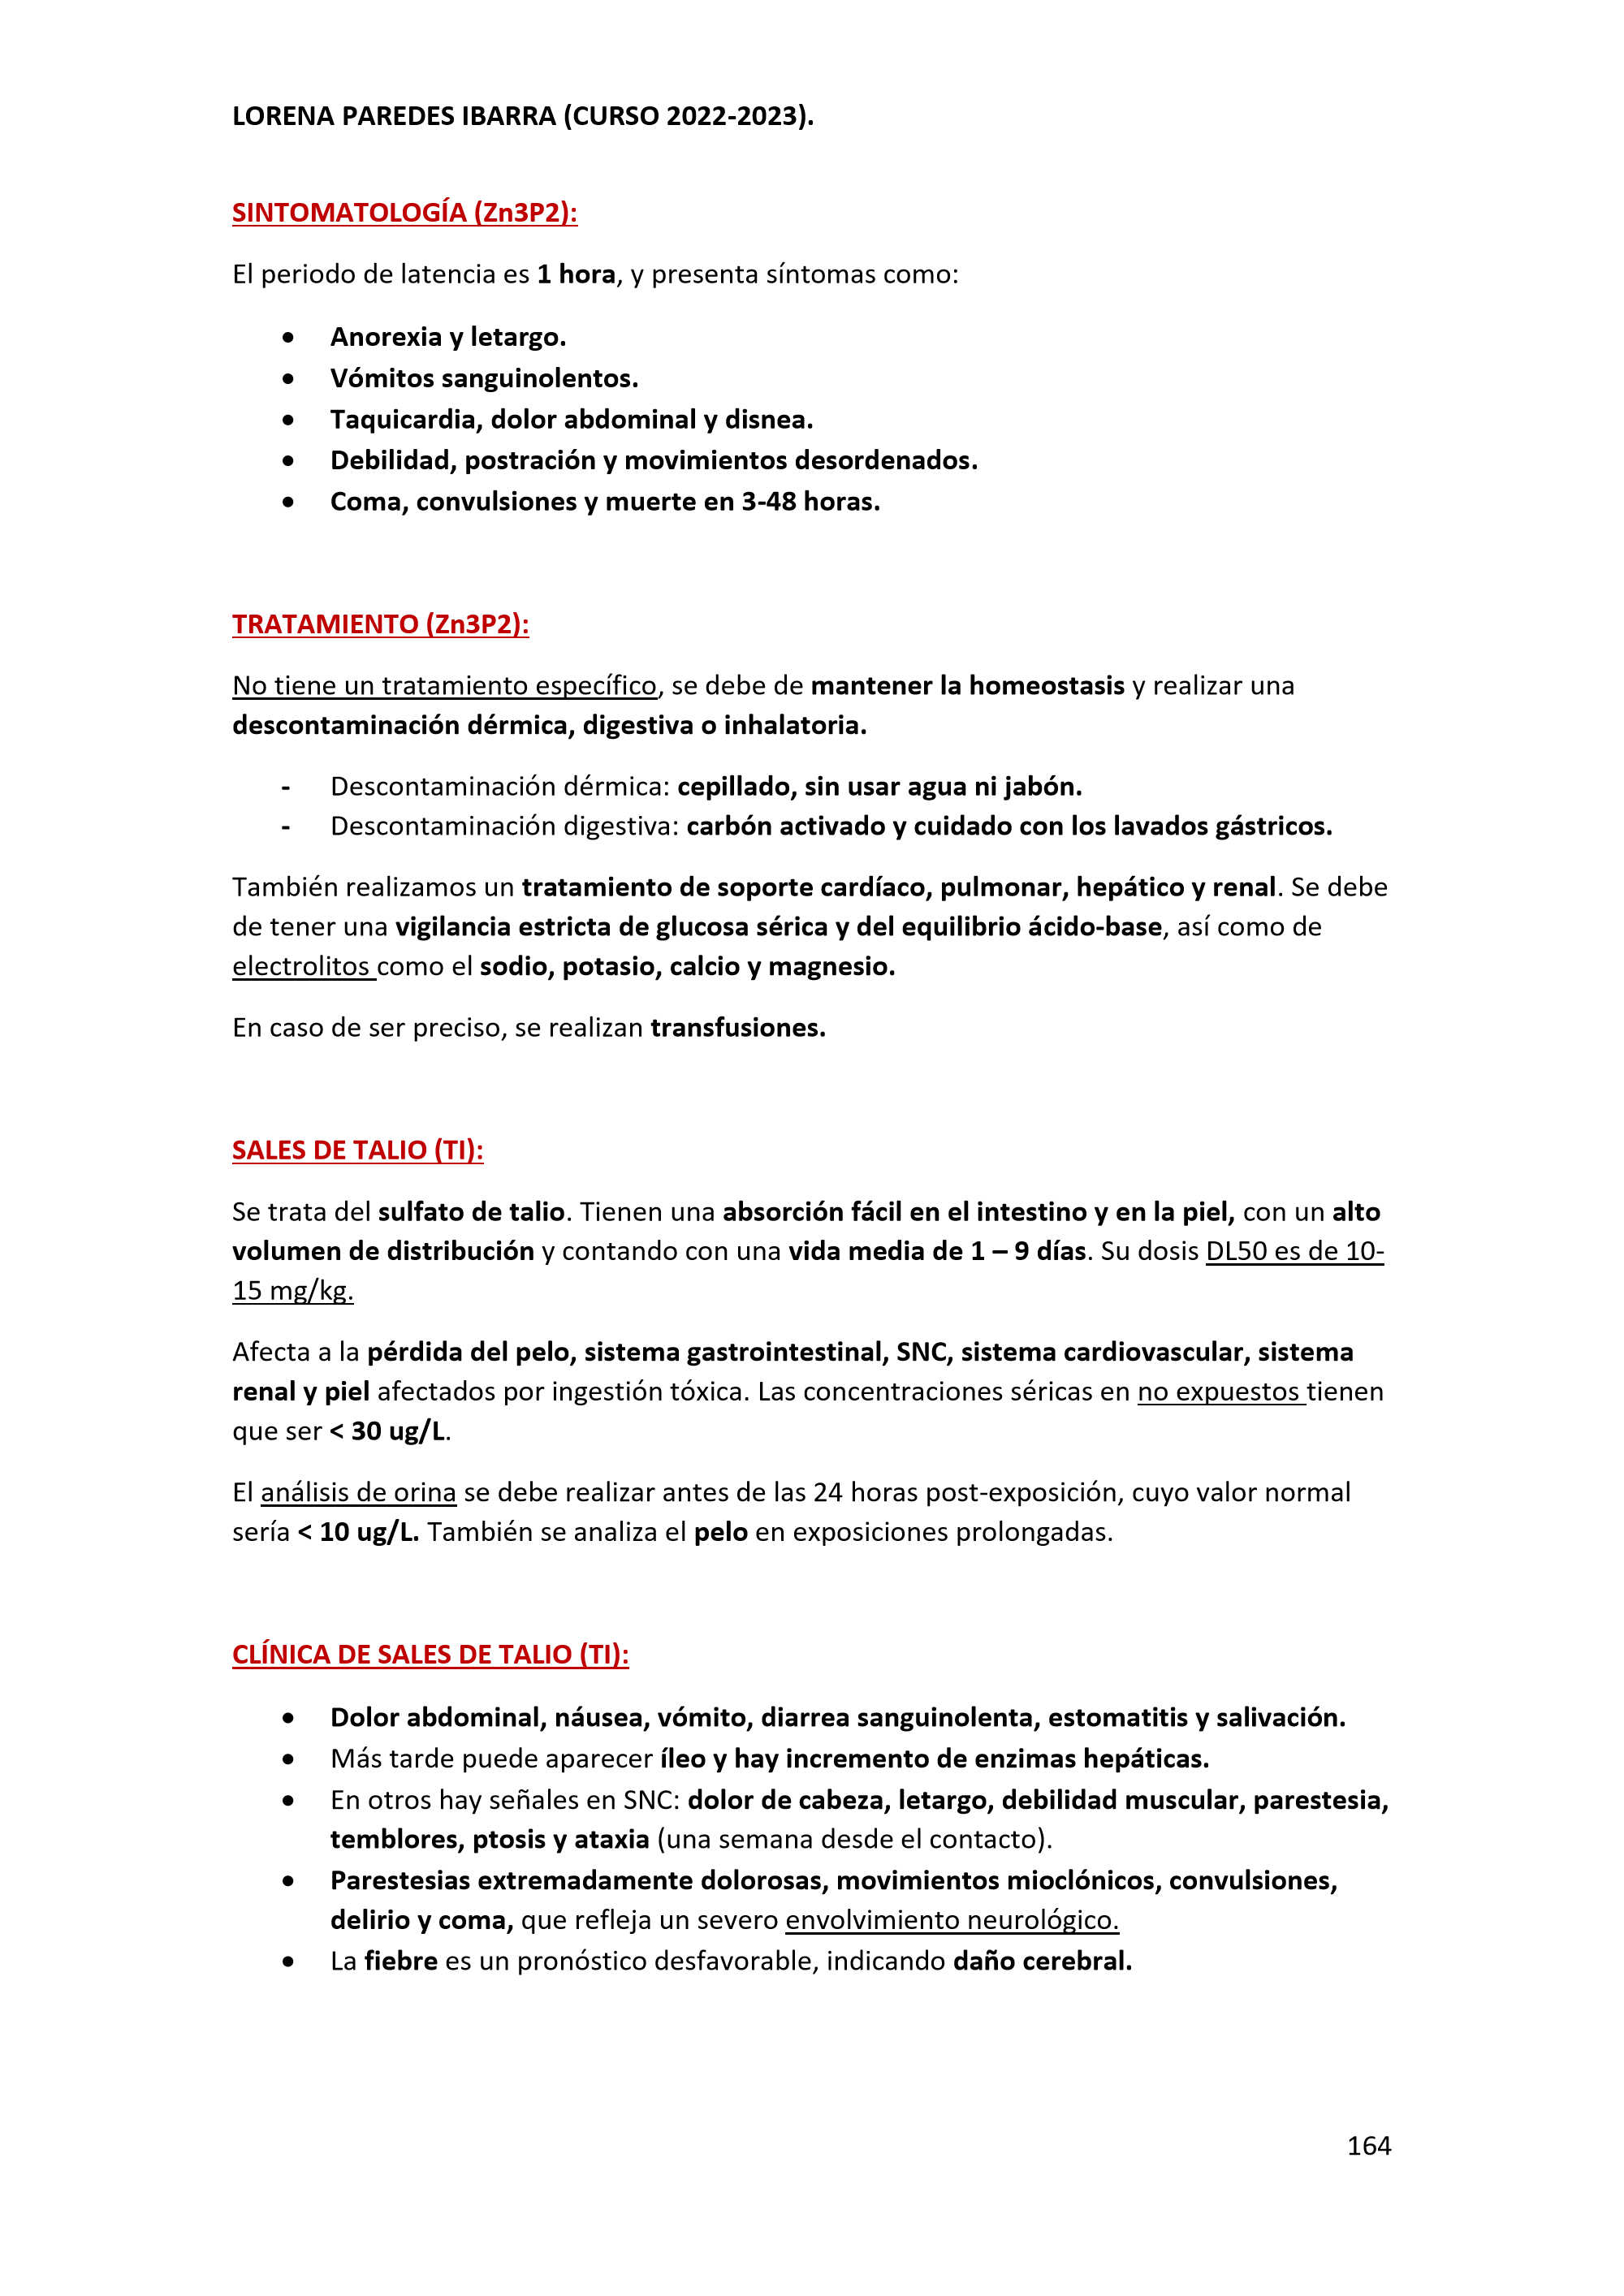 LORENA PAREDES IBARRA (CURSO 2022-2023).
SINTOMATOLOGÍA (Zn3P2):
El periodo de latencia es 1 hora, y presenta síntomas como:
• Anorexia y letargo.
• Vómitos sanguinolentos.
• Taquicardia, dolor abdominal y disnea.
• Debilidad, postración y movimientos desordenados.
• Coma, convulsiones y muerte en 3-48 horas.
TRATAMIENTO (Zn3P2):
No tiene un tratamiento específico, se debe de mantener la homeostasis y realizar una
descontaminación dérmica, digestiva o inhalatoria.
- Descontaminación dérmica: cepillado, sin usar agua ni jabón.
- Descontaminación digestiva: carbón activado y cuidado con los lavados gástricos.
También realizamos un tratamiento de soporte cardíaco, pulmonar, hepático y renal. Se debe
de tener una vigilancia estricta de glucosa sérica y del equilibrio ácido-base, así como de
electrolitos como el sodio, potasio, calcio y magnesio.
En caso de ser preciso, se realizan transfusiones.
SALES DE TALIO (TI):
Se trata del sulfato de talio. Tienen una absorción fácil en el intestino y en la piel, con un alto
volumen de distribución y contando con una vida media de 1 – 9 días. Su dosis DL50 es de 10-
15 mg/kg.
Afecta a la pérdida del pelo, sistema gastrointestinal, SNC, sistema cardiovascular, sistema
renal y piel afectados por ingestión tóxica. Las concentraciones séricas en no expuestos tienen
que ser < 30 ug/L.
El análisis de orina se debe realizar antes de las 24 horas post-exposición, cuyo valor normal
sería < 10 ug/L. También se analiza el pelo en exposiciones prolongadas.
CLÍNICA DE SALES DE TALIO (TI):
• Dolor abdominal, náusea, vómito, diarrea sanguinolenta, estomatitis y salivación.
• Más tarde puede aparecer íleo y hay incremento de enzimas hepáticas.
• En otros hay señales en SNC: dolor de cabeza, letargo, debilidad muscular, parestesia,
temblores, ptosis y ataxia (una semana desde el contacto).
• Parestesias extremadamente dolorosas, movimientos mioclónicos, convulsiones,
delirio y coma, que refleja un severo envolvimiento neurológico.
• La fiebre es un pronóstico desfavorable, indicando daño cerebral.
164